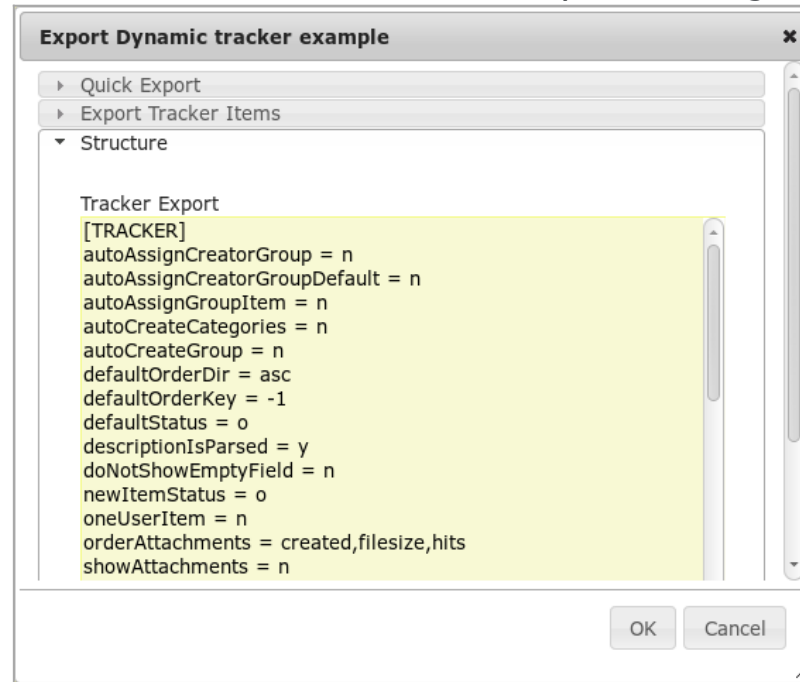 Export Dynamic tracker example
Quick Export
Export Tracker Items
Structure
Tracker Export
[TRACKER]
autoAssignCreatorGroup = n
autoAssignCreatorGroupDefault = n
autoAssignGroupItem = n
autoCreateCategories = n
autoCreateGroup = n
defaultOrderDir = asc
defaultOrderKey = -1
defaultStatus = o
descriptionIsParsed = y
doNotShowEmptyField = n
newItemStatus = o
oneUserItem = n
orderAttachments = created,filesize,hits
showAttachments = n
OK Cancel